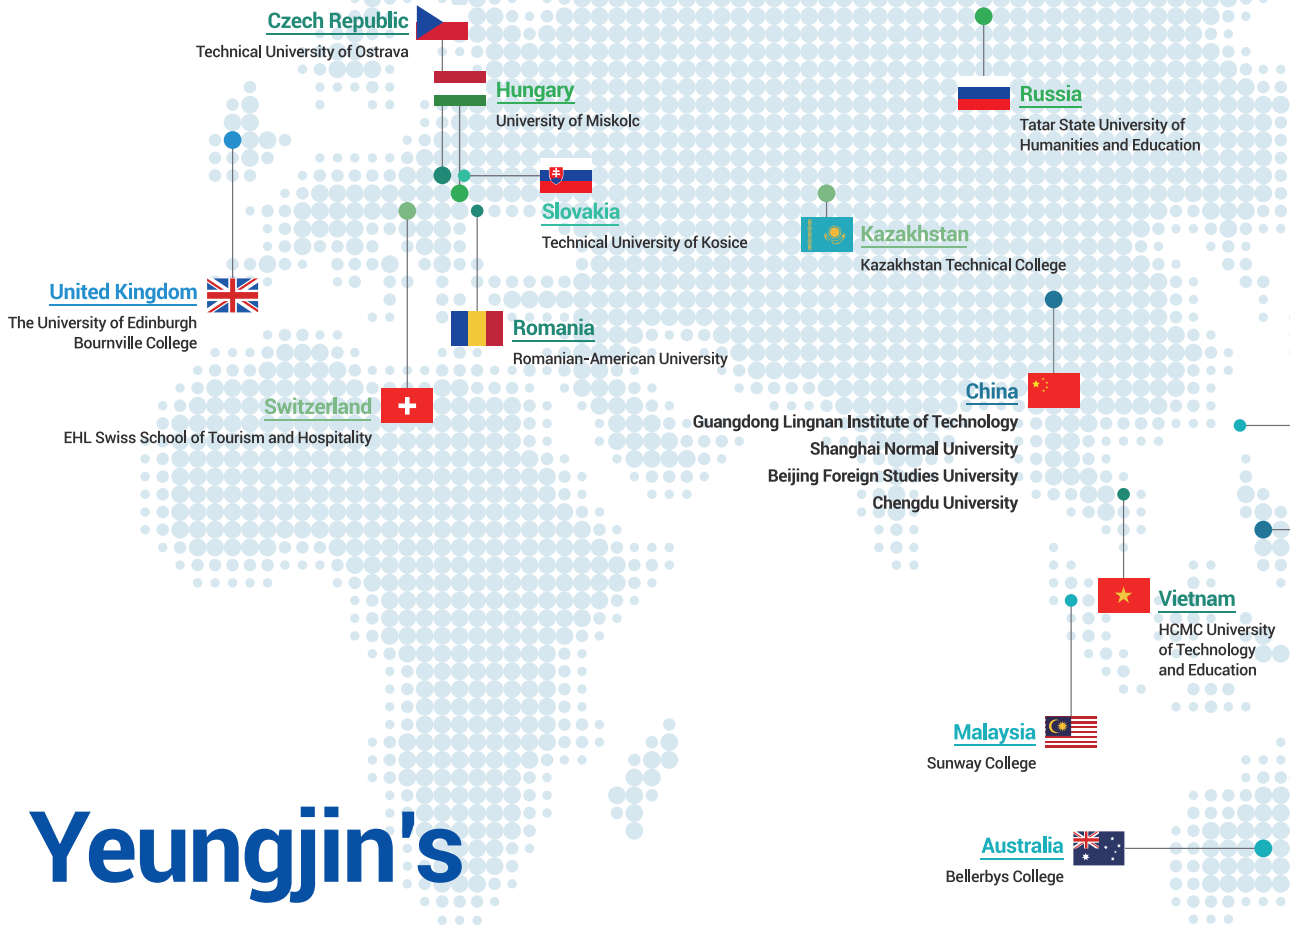 Czech Republic
Technical University of Ostrava
Hungary
University of Miskolc
Russia
Tatar State University of
Humanities and Education
Slovakia
Technical University of Kosice
Kazakhstan
Kazakhstan Technical College
United Kingdom
The University of Edinburgh
Bournville College
Romania
Romanian-American University
Switzerland
EHL Swiss School of Tourism and Hospitality
China
Guangdong Lingnan Institute of Technology
Shanghai Normal University
Beijing Foreign Studies University
Chengdu University
Vietnam
HCMC University
of Technology
and Education
Malaysia
Sunway College
Australia
Bellerbys College
Yeungjin's